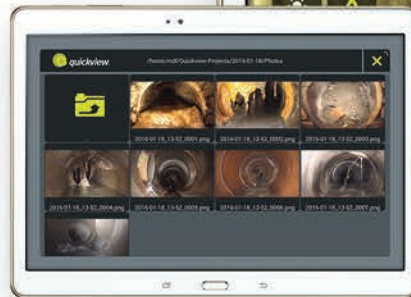 quickview
/home/mdl/Quickview-Projects/2016-01-18/Photos
2016-01-18_13-52_0001.png
2016-01-18_13-52_0002.png
2016-01-18_13-52_0003.png
2016-01-18_13-52_0004.png
2016-01-18_13-52_0005.png
2016-01-18_13-52_0006.png
2016-01-18_13-52_0007.png